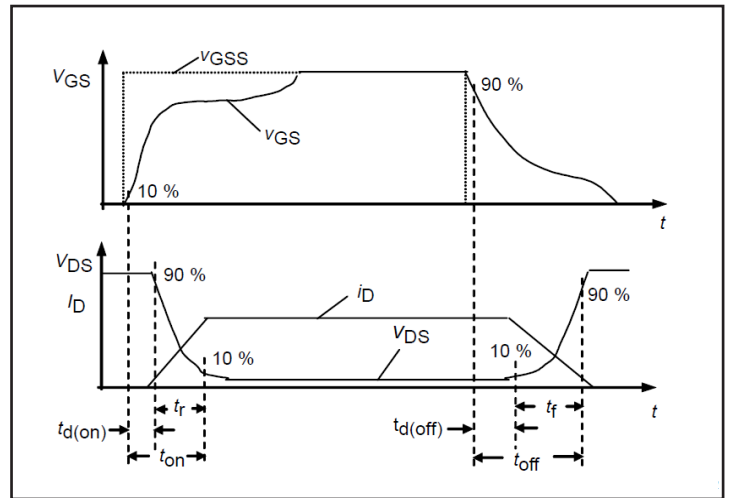 vGSS
VGS
90 %
vGS
10 %
t
VDS
90 %
iD
ID
90 %
VDS
10 %
10 %
tr
tf
t
td(on)
td(off)
ton
toff